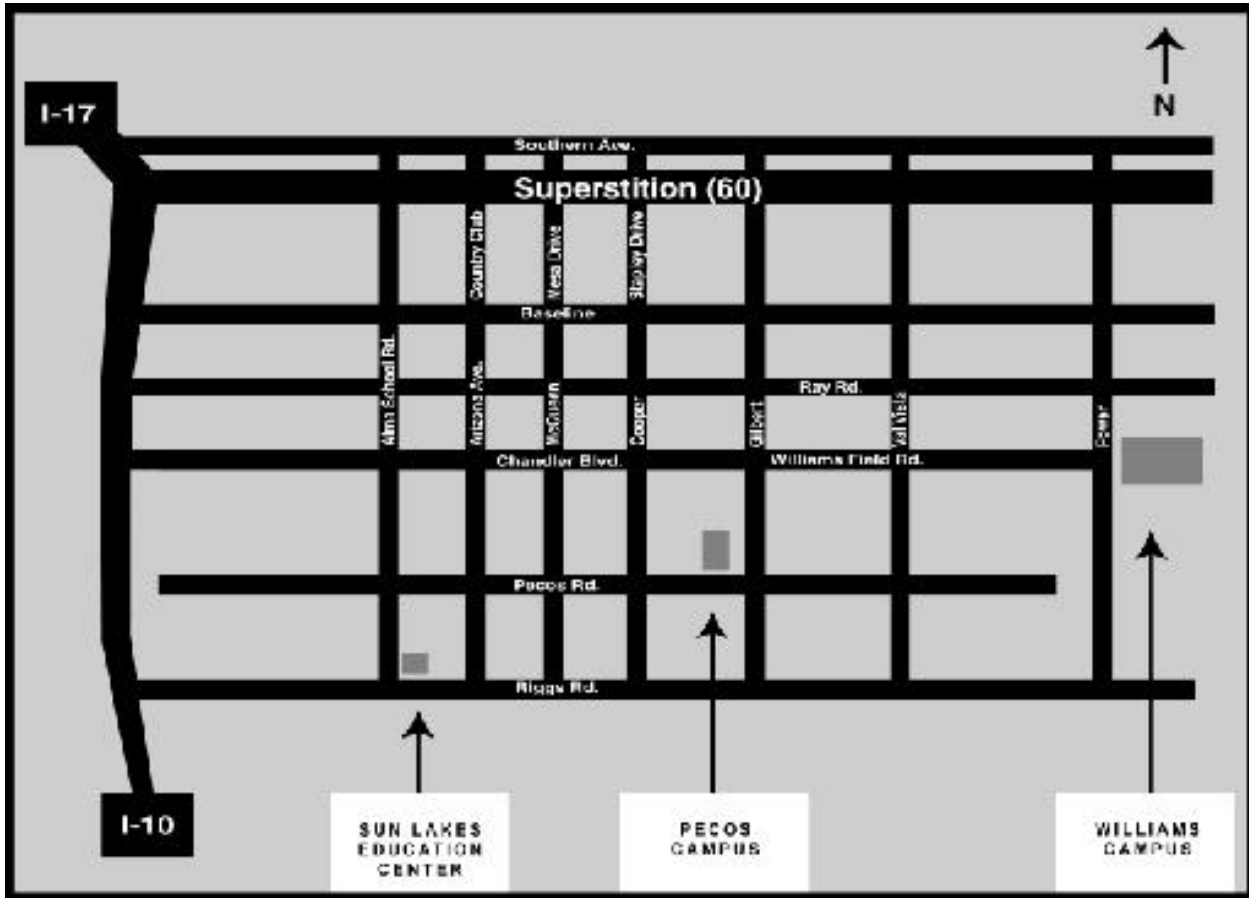 N
I-17
Southern Ave.
Superstition (60)
Country Club
Mesa Drive
Stapley Drive
Baseline
Alma School Rd.
Arizona Ave.
McQueen
Cooper
Gilbert
Val Vista
Power
Ray Rd.
Chandler Blvd.
Williams Field Rd.
Pecos Rd.
Riggs Rd.
I-10
SUN LAKES
EDUCATION
CENTER
PECOS
CAMPUS
WILLIAMS
CAMPUS